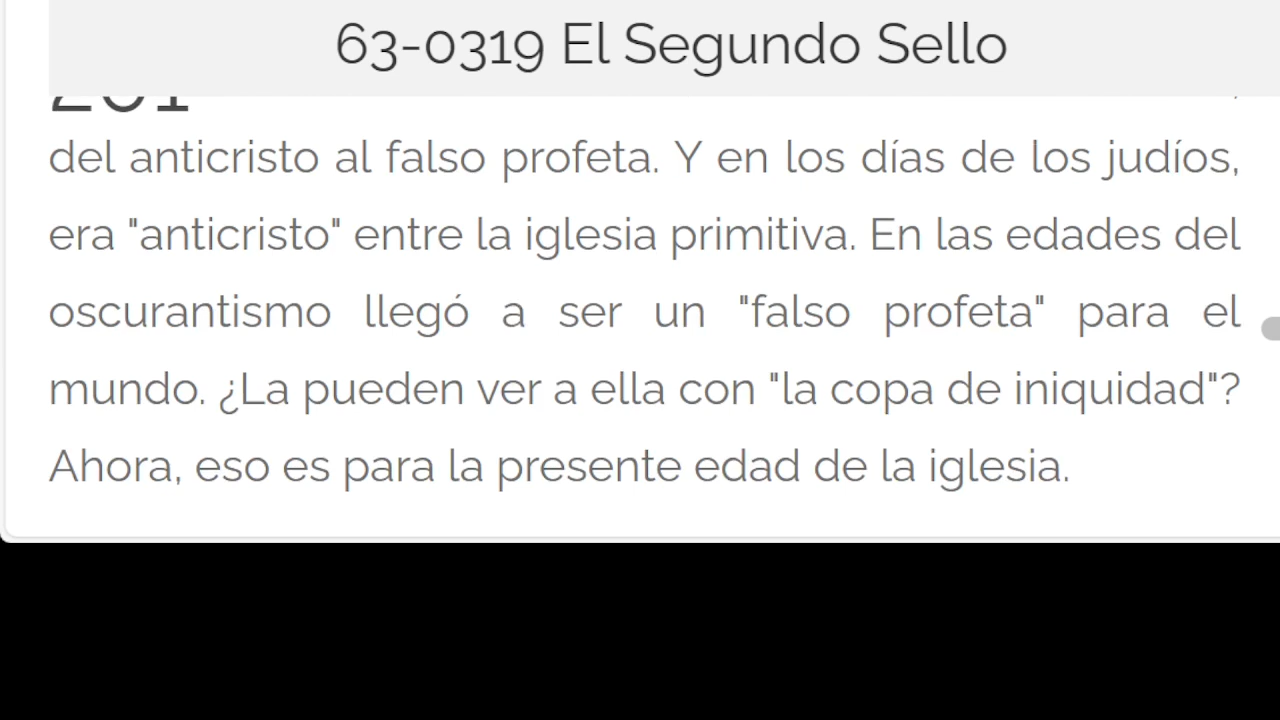 63-0319 El Segundo Sello
del anticristo al falso profeta. Y en los días de los judíos,
era "anticristo" entre la iglesia primitiva. En las edades del
oscurantismo llegó a ser un "falso profeta" para el
mundo. ¿La pueden ver a ella con "la copa de iniquidad"?
Ahora, eso es para la presente edad de la iglesia.